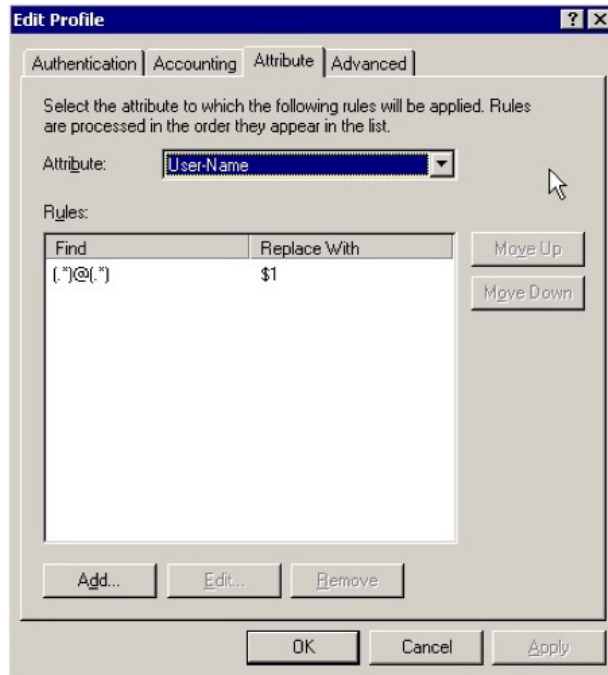 Edit Profile
Authentication Accounting Attribute Advanced
Select the attribute to which the following rules will be applied. Rules
are processed in the order they appear in the list.
Attribute: User-Name
Rules:
Find Replace With
(.*)@(.*) $1
Move Up
Move Down
Add... Edit... Remove
OK Cancel Apply